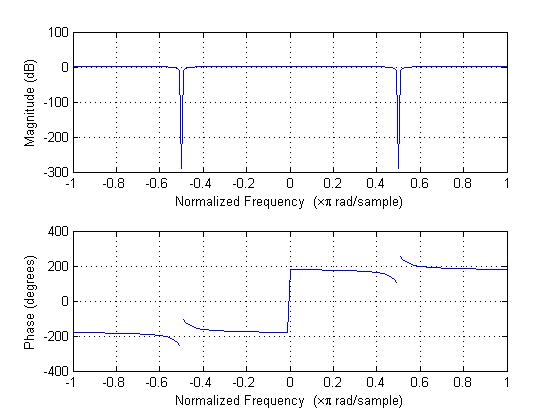 100
0
-100
-200
-300
Magnitude (dB)
-1 -0.8 -0.6 -0.4 -0.2 0 0.2 0.4 0.6 0.8 1
Normalized Frequency (×π rad/sample)
400
200
0
-200
-400
Phase (degrees)
-1 -0.8 -0.6 -0.4 -0.2 0 0.2 0.4 0.6 0.8 1
Normalized Frequency (×π rad/sample)